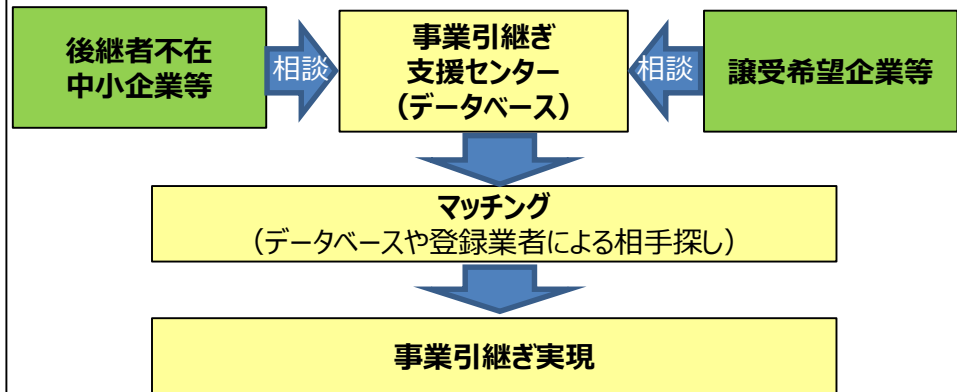 後継者不在
中小企業等
相談
事業引継ぎ
支援センター
（データベース）
相談
譲受希望企業等
マッチング
（データベースや登録業者による相手探し）
事業引継ぎ実現